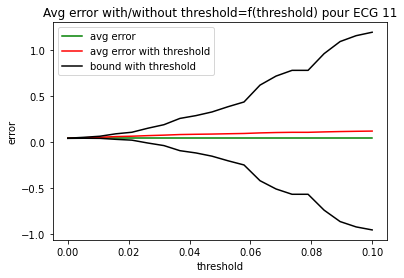 Avg error with/without threshold=f(threshold) pour ECG 11
avg error
avg error with threshold
bound with threshold
1.0
0.5
0.0
−0.5
−1.0
error
0.00 0.02 0.04 0.06 0.08 0.10
threshold